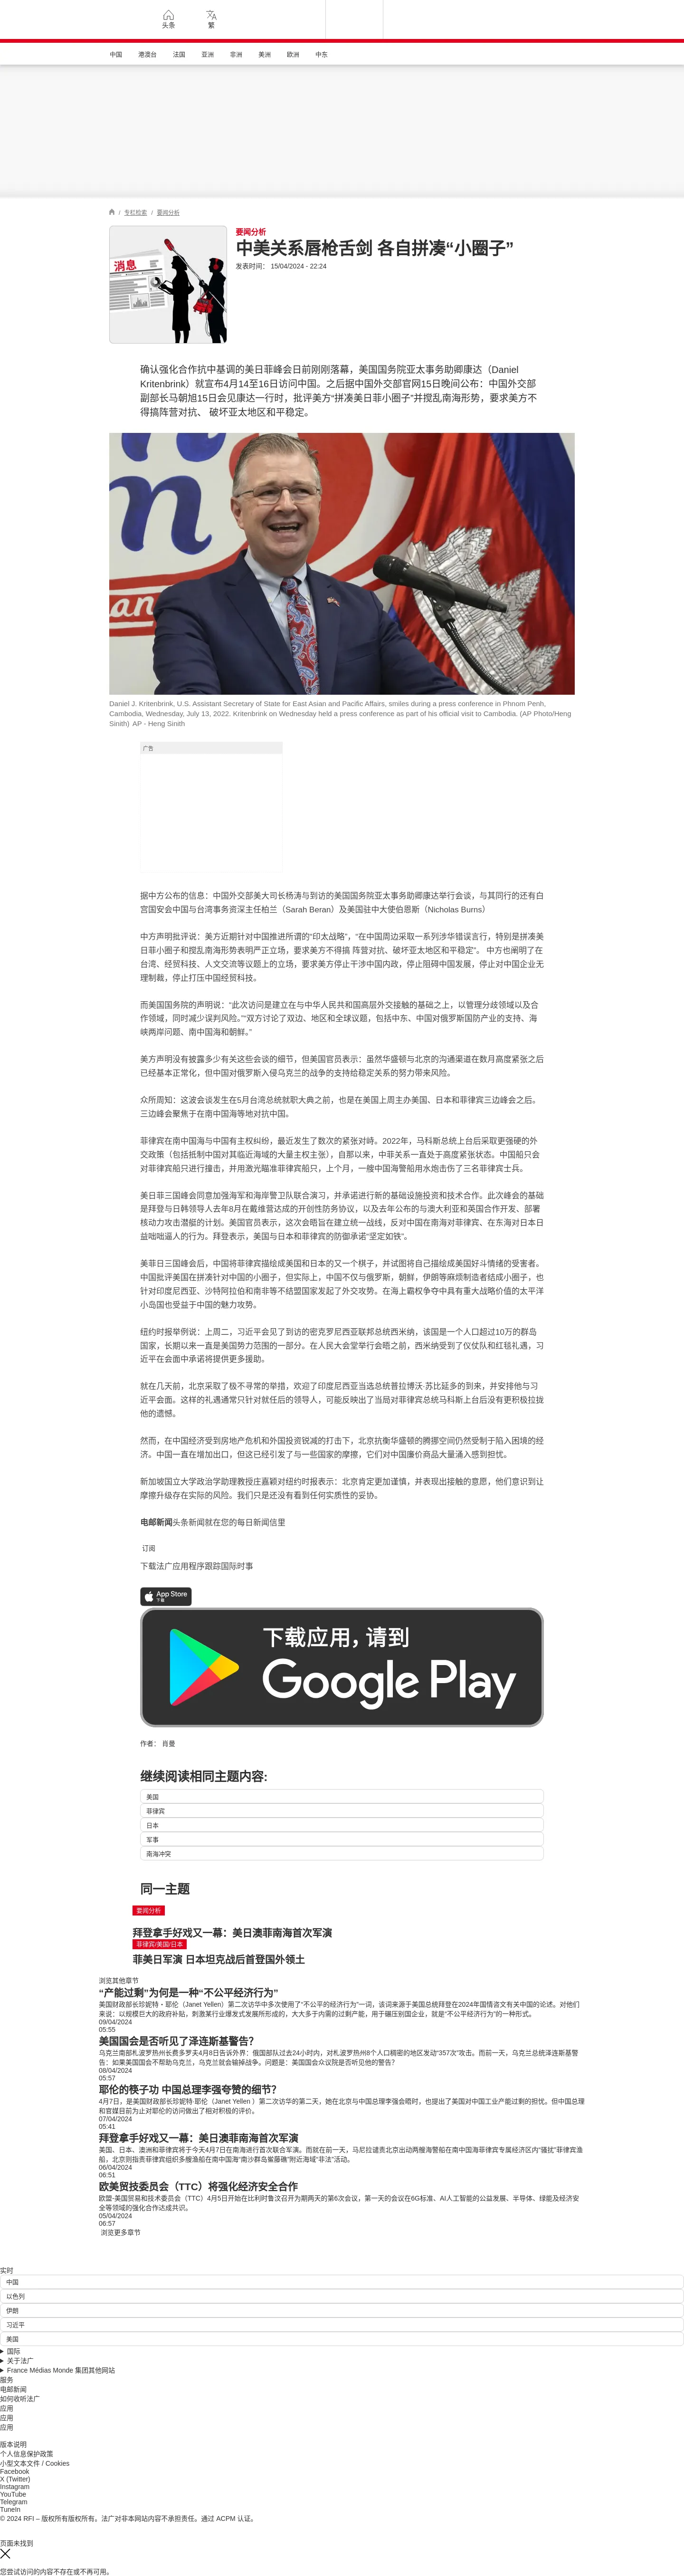 头条
繁
中国 港澳台 法国 亚洲 非洲 美洲 欧洲 中东
/ 专栏检索 / 要闻分析
消息
要闻分析
中美关系唇枪舌剑 各自拼凑“小圈子”
发表时间： 15/04/2024 - 22:24
确认强化合作抗中基调的美日菲峰会日前刚刚落幕，美国国务院亚太事务助卿康达（Daniel
Kritenbrink）就宣布4月14至16日访问中国。之后据中国外交部官网15日晚间公布：中国外交部
副部长马朝旭15日会见康达一行时，批评美方“拼凑美日菲小圈子”并搅乱南海形势，要求美方不
得搞阵营对抗、 破坏亚太地区和平稳定。
Daniel J. Kritenbrink, U.S. Assistant Secretary of State for East Asian and Pacific Affairs, smiles during a press conference in Phnom Penh,
Cambodia, Wednesday, July 13, 2022. Kritenbrink on Wednesday held a press conference as part of his official visit to Cambodia. (AP Photo/Heng
Sinith) AP - Heng Sinith
广告
据中方公布的信息：中国外交部美大司长杨涛与到访的美国国务院亚太事务助卿康达举行会谈，与其同行的还有白
宫国安会中国与台湾事务资深主任柏兰（Sarah Beran）及美国驻中大使伯恩斯（Nicholas Burns）
中方声明批评说：美方近期针对中国推进所谓的“印太战略”，“在中国周边采取一系列涉华错误言行，特别是拼凑美
日菲小圈子和搅乱南海形势表明严正立场，要求美方不得搞 阵营对抗、破坏亚太地区和平稳定”。 中方也阐明了在
台湾、经贸科技、人文交流等议题上的立场，要求美方停止干涉中国内政，停止阻碍中国发展，停止对中国企业无
理制裁，停止打压中国经贸科技。
而美国国务院的声明说：“此次访问是建立在与中华人民共和国高层外交接触的基础之上，以管理分歧领域以及合
作领域，同时减少误判风险。”“双方讨论了双边、地区和全球议题，包括中东、中国对俄罗斯国防产业的支持、海
峡两岸问题、南中国海和朝鲜。”
美方声明没有披露多少有关这些会谈的细节，但美国官员表示：虽然华盛顿与北京的沟通渠道在数月高度紧张之后
已经基本正常化，但中国对俄罗斯入侵乌克兰的战争的支持给稳定关系的努力带来风险。
众所周知：这波会谈发生在5月台湾总统就职大典之前，也是在美国上周主办美国、日本和菲律宾三边峰会之后。
三边峰会聚焦于在南中国海等地对抗中国。
菲律宾在南中国海与中国有主权纠纷，最近发生了数次的紧张对峙。2022年，马科斯总统上台后采取更强硬的外
交政策（包括抵制中国对其临近海域的大量主权主张），自那以来，中菲关系一直处于高度紧张状态。中国船只会
对菲律宾船只进行撞击，并用激光瞄准菲律宾船只，上个月，一艘中国海警船用水炮击伤了三名菲律宾士兵。
美日菲三国峰会同意加强海军和海岸警卫队联合演习，并承诺进行新的基础设施投资和技术合作。此次峰会的基础
是拜登与日韩领导人去年8月在戴维营达成的开创性防务协议，以及去年公布的与澳大利亚和英国合作开发、部署
核动力攻击潜艇的计划。美国官员表示，这次会晤旨在建立统一战线，反对中国在南海对菲律宾、在东海对日本日
益咄咄逼人的行为。拜登表示，美国与日本和菲律宾的防御承诺“坚定如铁”。
美菲日三国峰会后，中国将菲律宾描绘成美国和日本的又一个棋子，并试图将自己描绘成美国好斗情绪的受害者。
中国批评美国在拼凑针对中国的小圈子，但实际上，中国不仅与俄罗斯，朝鲜，伊朗等麻烦制造者结成小圈子，也
针对印度尼西亚、沙特阿拉伯和南非等不结盟国家发起了外交攻势。在海上霸权争夺中具有重大战略价值的太平洋
小岛国也受益于中国的魅力攻势。
纽约时报举例说：上周二，习近平会见了到访的密克罗尼西亚联邦总统西米纳，该国是一个人口超过10万的群岛
国家，长期以来一直是美国势力范围的一部分。在人民大会堂举行会晤之前，西米纳受到了仪仗队和红毯礼遇，习
近平在会面中承诺将提供更多援助。
就在几天前，北京采取了极不寻常的举措，欢迎了印度尼西亚当选总统普拉博沃·苏比延多的到来，并安排他与习
近平会面。这样的礼遇通常只针对就任后的领导人，可能反映出了当局对菲律宾总统马科斯上台后没有更积极拉拢
他的遗憾。
然而，在中国经济受到房地产危机和外国投资锐减的打击下，北京抗衡华盛顿的腾挪空间仍然受制于陷入困境的经
济。中国一直在增加出口，但这已经引发了与一些国家的摩擦，它们对中国廉价商品大量涌入感到担忧。
新加坡国立大学政治学助理教授庄嘉颖对纽约时报表示：北京肯定更加谨慎，并表现出接触的意愿，他们意识到让
摩擦升级存在实际的风险。我们只是还没有看到任何实质性的妥协。
电邮新闻头条新闻就在您的每日新闻信里
订阅
下载法广应用程序跟踪国际时事
App Store
下载
下载应用，请到
Google Play
作者： 肖曼
继续阅读相同主题内容:
美国
菲律宾
日本
军事
南海冲突
同一主题
要闻分析
拜登拿手好戏又一幕：美日澳菲南海首次军演
菲律宾/美国/日本
菲美日军演 日本坦克战后首登国外领土
浏览其他章节
“产能过剩”为何是一种“不公平经济行为”
美国财政部长珍妮特・耶伦（Janet Yellen）第二次访华中多次使用了“不公平的经济行为”一词，该词来源于美国总统拜登在2024年国情咨文有关中国的论述。对他们
来说：以规模巨大的政府补贴，刺激某行业爆发式发展所形成的，大大多于内需的过剩产能，用于碾压别国企业，就是“不公平经济行为”的一种形式。
09/04/2024
05:55
美国国会是否听见了泽连斯基警告?
乌克兰南部札波罗热州长费多罗夫4月8日告诉外界：俄国部队过去24小时内，对札波罗热州8个人口稠密的地区发动“357次”攻击。而前一天，乌克兰总统泽连斯基警
告：如果美国国会不帮助乌克兰，乌克兰就会输掉战争。问题是：美国国会众议院是否听见他的警告?
08/04/2024
05:57
耶伦的筷子功 中国总理李强夸赞的细节?
4月7日，是美国财政部长珍妮特·耶伦（Janet Yellen ）第二次访华的第二天，她在北京与中国总理李强会晤时，也提出了美国对中国工业产能过剩的担忧。但中国总理
和官媒目前为止对耶伦的访问做出了相对积极的评价。
07/04/2024
05:41
拜登拿手好戏又一幕：美日澳菲南海首次军演
美国、日本、澳洲和菲律宾将于今天4月7日在南海进行首次联合军演。而就在前一天，马尼拉谴责北京出动两艘海警船在南中国海菲律宾专属经济区内“骚扰”菲律宾渔
船，北京则指责菲律宾组织多艘渔船在南中国海“南沙群岛鲎藤礁”附近海域“非法”活动。
06/04/2024
06:51
欧美贸技委员会（TTC）将强化经济安全合作
欧盟-美国贸易和技术委员会（TTC）4月5日开始在比利时鲁汶召开为期两天的第6次会议，第一天的会议在6G标准、AI人工智能的公益发展、半导体、绿能及经济安
全等领域的强化合作达成共识。
05/04/2024
06:57
浏览更多章节
实时
中国
以色列
伊朗
习近平
美国
国际
关于法广
France Médias Monde 集团其他网站
服务
电邮新闻
如何收听法广
应用
应用
应用
版本说明
个人信息保护政策
小型文本文件 / Cookies
Facebook
X (Twitter)
Instagram
YouTube
Telegram
TuneIn
© 2024 RFI – 版权所有版权所有。法广对非本网站内容不承担责任。通过 ACPM 认证。
页面未找到
您尝试访问的内容不存在或不再可用。